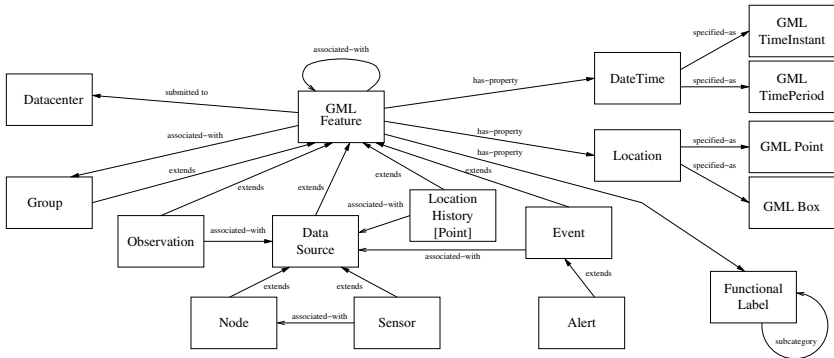 GML
TimeInstant
associated−with
specified−as
has−property
DateTime
specified−as
GML
TimePeriod
Datacenter
submitted to
GML
Feature
has−property
associated−with
has−property
Location
specified−as
GML Point
specified−as
Group
extends
extends
extends
extends
extends
GML Box
Location
History
[Point]
associated−with
Observation
associated−with
Data
Source
Event
associated−with
extends
extends
extends
Functional
Label
Node
associated−with
Sensor
Alert
subcategory